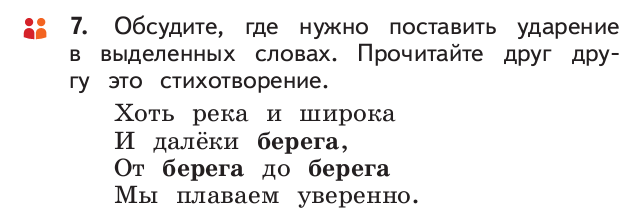 7. Обсудите, где нужно поставить ударение
в выделенных словах. Прочитайте друг дру-
гу это стихотворение.
Хоть река и широка
И далёки берега,
От берега до берега
Мы плаваем уверенно.